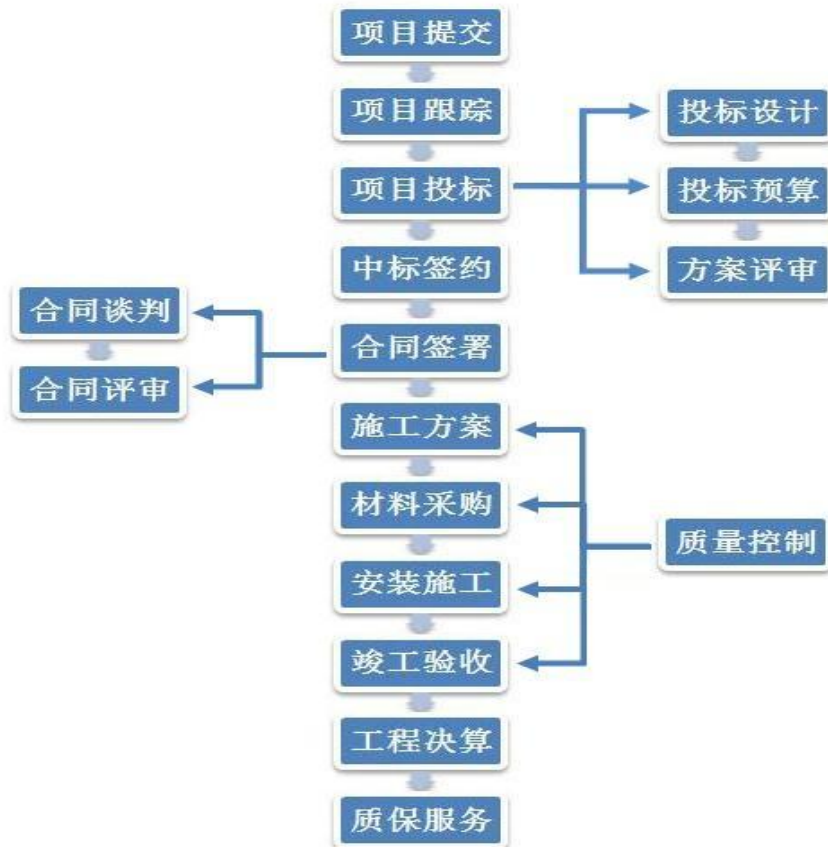 项目提交
项目跟踪
投标设计
项目投标
投标预算
中标签约
方案评审
合同谈判
合同签署
合同评审
施工方案
材料采购
质量控制
安装施工
竣工验收
工程决算
质保服务